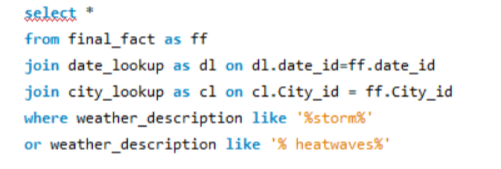 select *
from final_fact as ff
join date_lookup as dl on dl.date_id=ff.date_id
join city_lookup as cl on cl.City_id = ff.City_id
where weather_description like '%storm%'
or weather_description like '% heatwaves%'